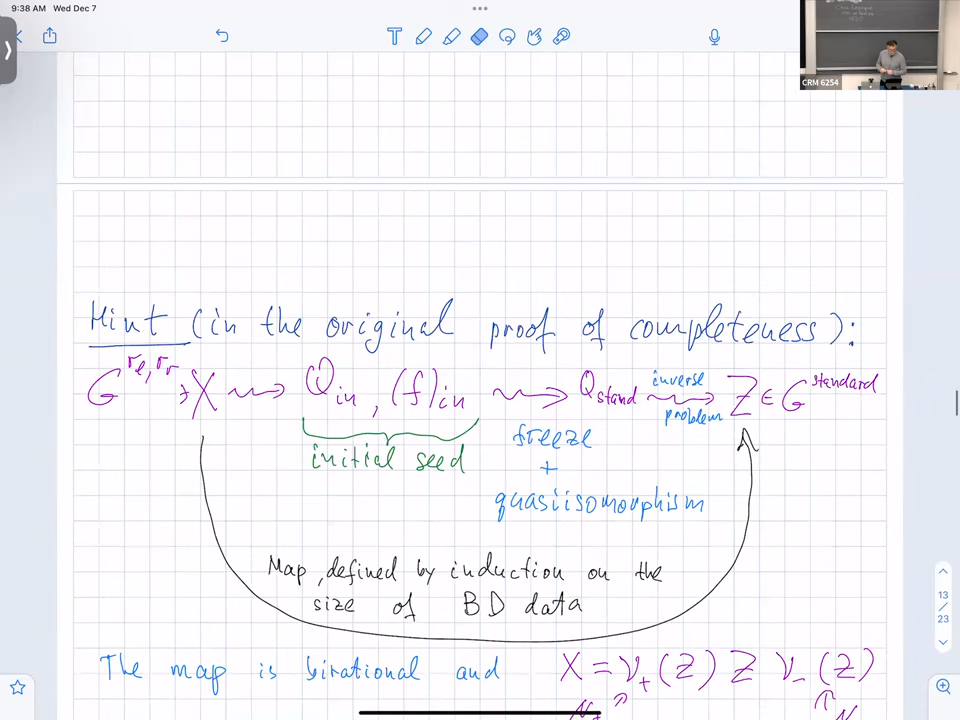 9:38 AM Wed Dec 7
CRM 6254
Hint (in the original proof of completeness):
G^{r_l, r_r} ∋ X ⇝ Q_in, (f)_in ⇝ Q_stand ⇝ Z ∈ G^standard
inverse
problem
initial seed
freeze
+
quasiisomorphism
Map, defined by induction on the
size of BD data
The map is birational and X = ν_+(Z) Z ν_-(Z)
13
/
23